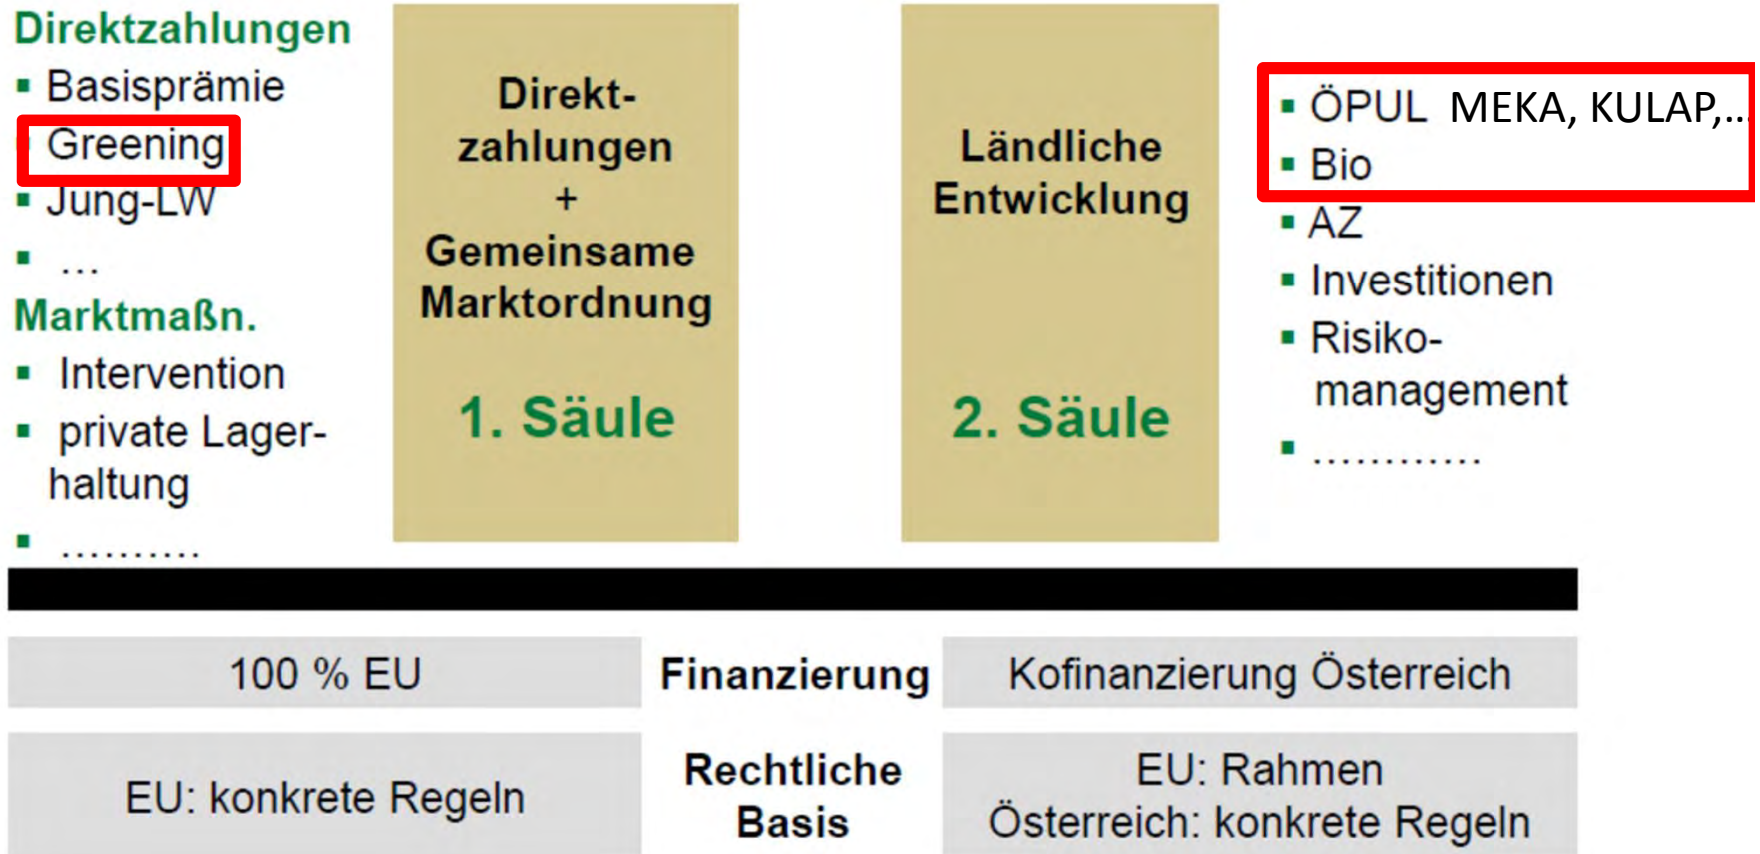 Direktzahlungen
▪ Basisprämie
▪ Greening
▪ Jung-LW
▪ ...
Marktmaßn.
▪ Intervention
▪ private Lager-
haltung
▪ ..........
Direkt-
zahlungen
+
Gemeinsame
Marktordnung
1. Säule
Ländliche
Entwicklung
2. Säule
▪ ÖPUL MEKA, KULAP,...
▪ Bio
▪ AZ
▪ Investitionen
▪ Risiko-
management
▪ ............
100 % EU
Finanzierung
Kofinanzierung Österreich
EU: konkrete Regeln
Rechtliche
Basis
EU: Rahmen
Österreich: konkrete Regeln